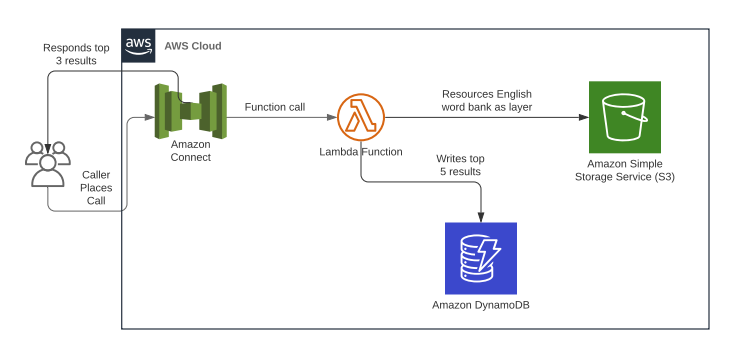 aws
AWS Cloud
Responds top
3 results
Amazon
Connect
Function call
Lambda Function
Resources English
word bank as layer
Amazon Simple
Storage Service (S3)
Caller
Places
Call
Writes top
5 results
Amazon DynamoDB